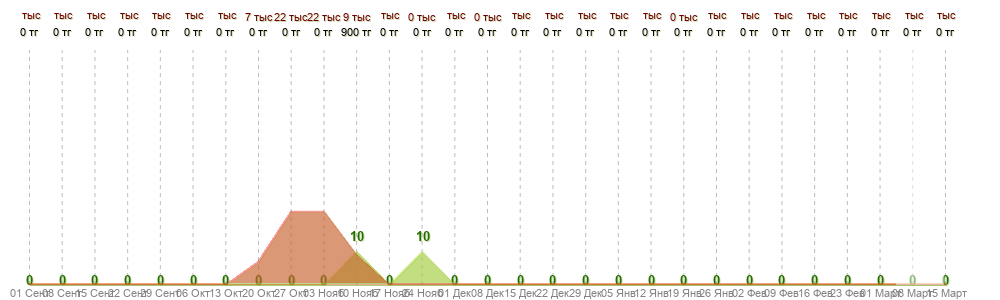 тыс тыс тыс тыс тыс тыс тыс 7 тыс 22 тыс 22 тыс 9 тыс тыс 0 тыс тыс 0 тыс тыс тыс тыс тыс тыс 0 тыс тыс тыс тыс тыс тыс тыс тыс тыс
0 тг 0 тг 0 тг 0 тг 0 тг 0 тг 0 тг 0 тг 0 тг 0 тг 900 тг 0 тг 0 тг 0 тг 0 тг 0 тг 0 тг 0 тг 0 тг 0 тг 0 тг 0 тг 0 тг 0 тг 0 тг 0 тг 0 тг 0 тг 0 тг
10 10
0 0 0 0 0 0 0 0 0 0 0 0 0 0 0 0 0 0 0 0 0 0 0 0 0 0 0
01 Сент 08 Сент 15 Сент 22 Сент 29 Сент 06 Окт 13 Окт 20 Окт 27 Окт 03 Нояб 10 Нояб 17 Нояб 24 Нояб 01 Дек 08 Дек 15 Дек 22 Дек 29 Дек 05 Янв 12 Янв 19 Янв 26 Янв 02 Фев 09 Фев 16 Фев 23 Фев 01 Март 08 Март 15 Март